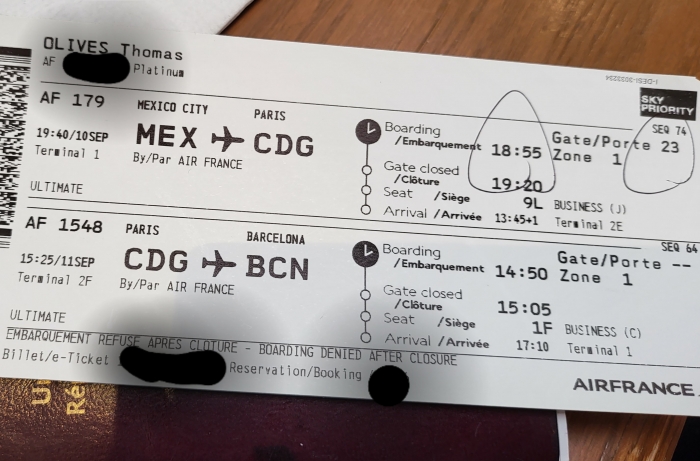 OLIVES Thomas
AF Platinum
I-DESI-3033234
SKY PRIORITY
AF 179 MEXICO CITY PARIS
MEX CDG
19:40/10SEP
Terminal 1
By/Par AIR FRANCE
ULTIMATE
Boarding /Embarquement 18:55
Gate closed /Clôture 19:20
Seat /Siège 9L BUSINESS (J)
Arrival /Arrivée 13:45+1 Terminal 2E
SEQ 74
Gate/Porte 23
Zone 1
AF 1548 PARIS BARCELONA
CDG BCN
15:25/11SEP
Terminal 2F
By/Par AIR FRANCE
ULTIMATE
Boarding /Embarquement 14:50
Gate closed /Clôture 15:05
Seat /Siège 1F BUSINESS (C)
Arrival /Arrivée 17:10 Terminal 1
SEQ 64
Gate/Porte --
Zone 1
EMBARQUEMENT REFUSE APRES CLOTURE - BOARDING DENIED AFTER CLOSURE
Billet/e-Ticket Reservation/Booking
AIRFRANCE
Un
Ré